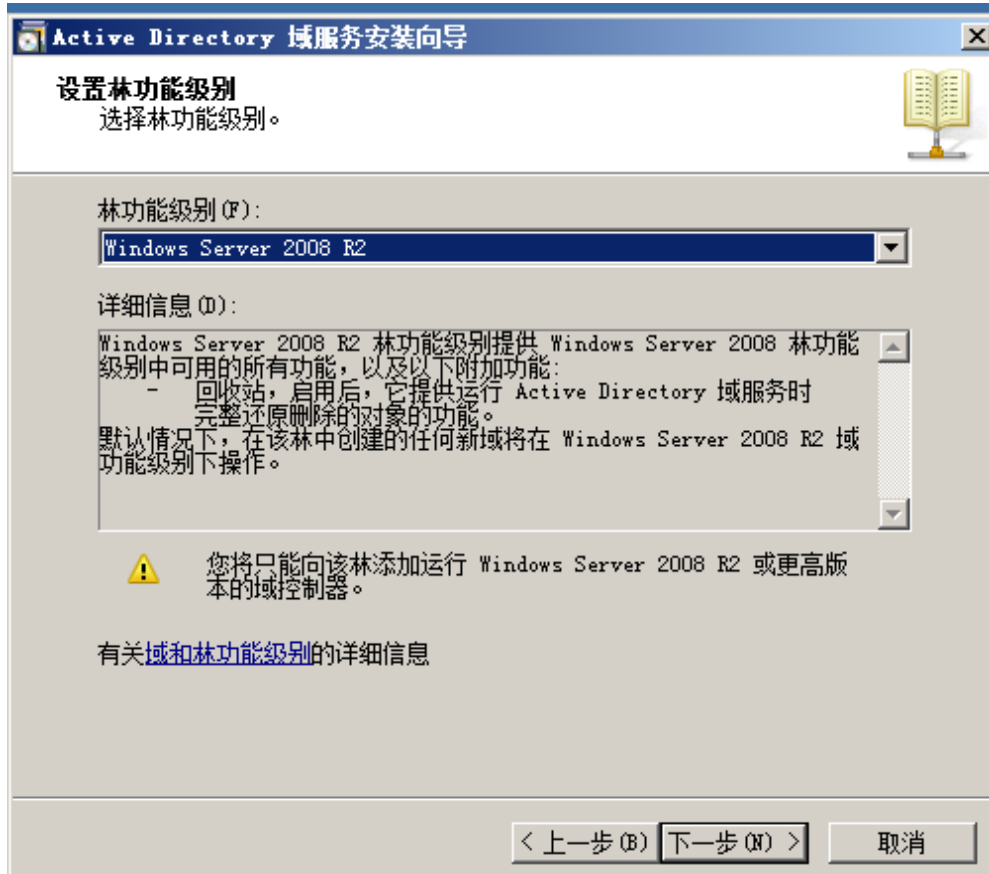 Active Directory 域服务安装向导
设置林功能级别
选择林功能级别。
林功能级别(F):
Windows Server 2008 R2
详细信息(D):
Windows Server 2008 R2 林功能级别提供 Windows Server 2008 林功能
级别中可用的所有功能，以及以下附加功能:
- 回收站，启用后，它提供运行 Active Directory 域服务时
完整还原删除的对象的功能。
默认情况下，在该林中创建的任何新域将在 Windows Server 2008 R2 域
功能级别下操作。
您将只能向该林添加运行 Windows Server 2008 R2 或更高版
本的域控制器。
有关域和林功能级别的详细信息
< 上一步(B) 下一步(N) > 取消